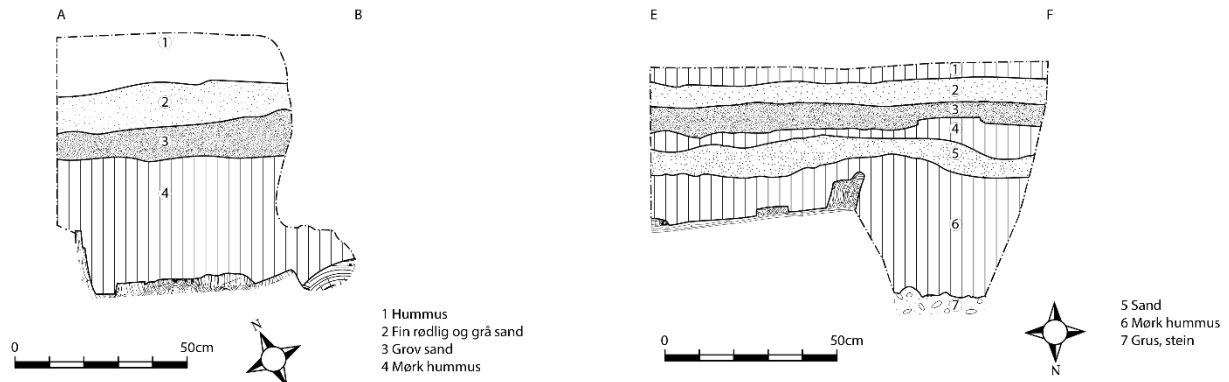 A B
1
2
3
4
N
0 50cm
1 Hummus
2 Fin rødlig og grå sand
3 Grov sand
4 Mørk hummus
E F
1
2
3
4
5
6
7
0 50cm
N
5 Sand
6 Mørk hummus
7 Grus, stein